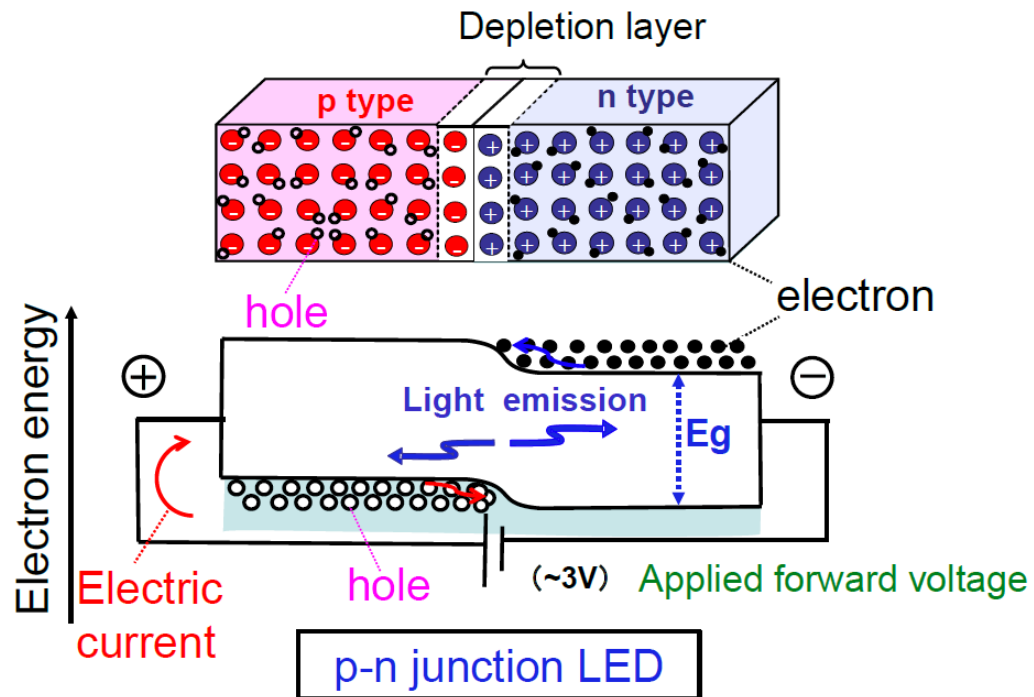 Depletion layer
p type
n type
hole
electron
Electron energy
+
−
Light emission
Eg
Electric
current
hole
(~3V)
Applied forward voltage
p-n junction LED